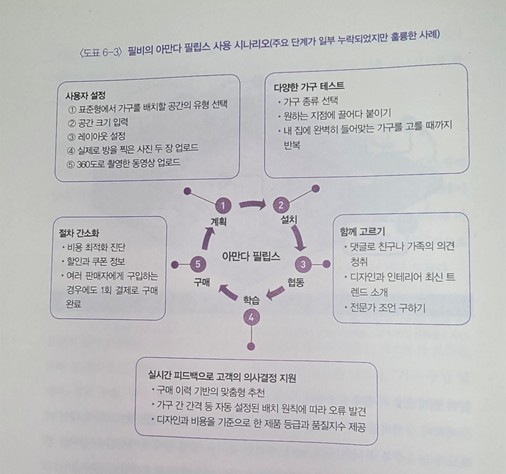 〈도표 6-3〉 필비의 아만다 필립스 사용 시나리오(주요 단계가 일부 누락되었지만 훌륭한 사례)
사용자 설정
① 표준형에서 가구를 배치할 공간의 유형 선택
② 공간 크기 입력
③ 레이아웃 설정
④ 실제로 방을 찍은 사진 두 장 업로드
⑤ 360도로 촬영한 동영상 업로드
다양한 가구 테스트
· 가구 종류 선택
· 원하는 지점에 끌어다 붙이기
· 내 집에 완벽히 들어맞는 가구를 고를 때까지
반복
1
계획
2
설치
절차 간소화
· 비용 최적화 진단
· 할인과 쿠폰 정보
· 여러 판매자에게 구입하는
경우에도 1회 결제로 구매
완료
5
구매
아만다 필립스
3
협동
함께 고르기
· 댓글로 친구나 가족의 의견
청취
· 디자인과 인테리어 최신 트
렌드 소개
· 전문가 조언 구하기
학습
4
실시간 피드백으로 고객의 의사결정 지원
· 구매 이력 기반의 맞춤형 추천
· 가구 간 간격 등 자동 설정된 배치 원칙에 따라 오류 발견
· 디자인과 비용을 기준으로 한 제품 등급과 품질지수 제공